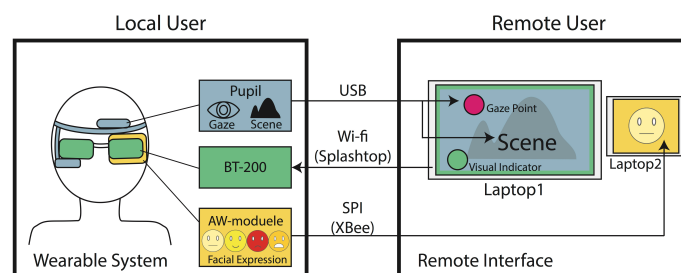 Local User
Remote User
Pupil
Gaze
Scene
USB
Gaze Point
Scene
Wi-fi
(Splashtop)
BT-200
Visual Indicator
Laptop1
Laptop2
SPI
(XBee)
AW-moduele
Facial Expression
Wearable System
Remote Interface